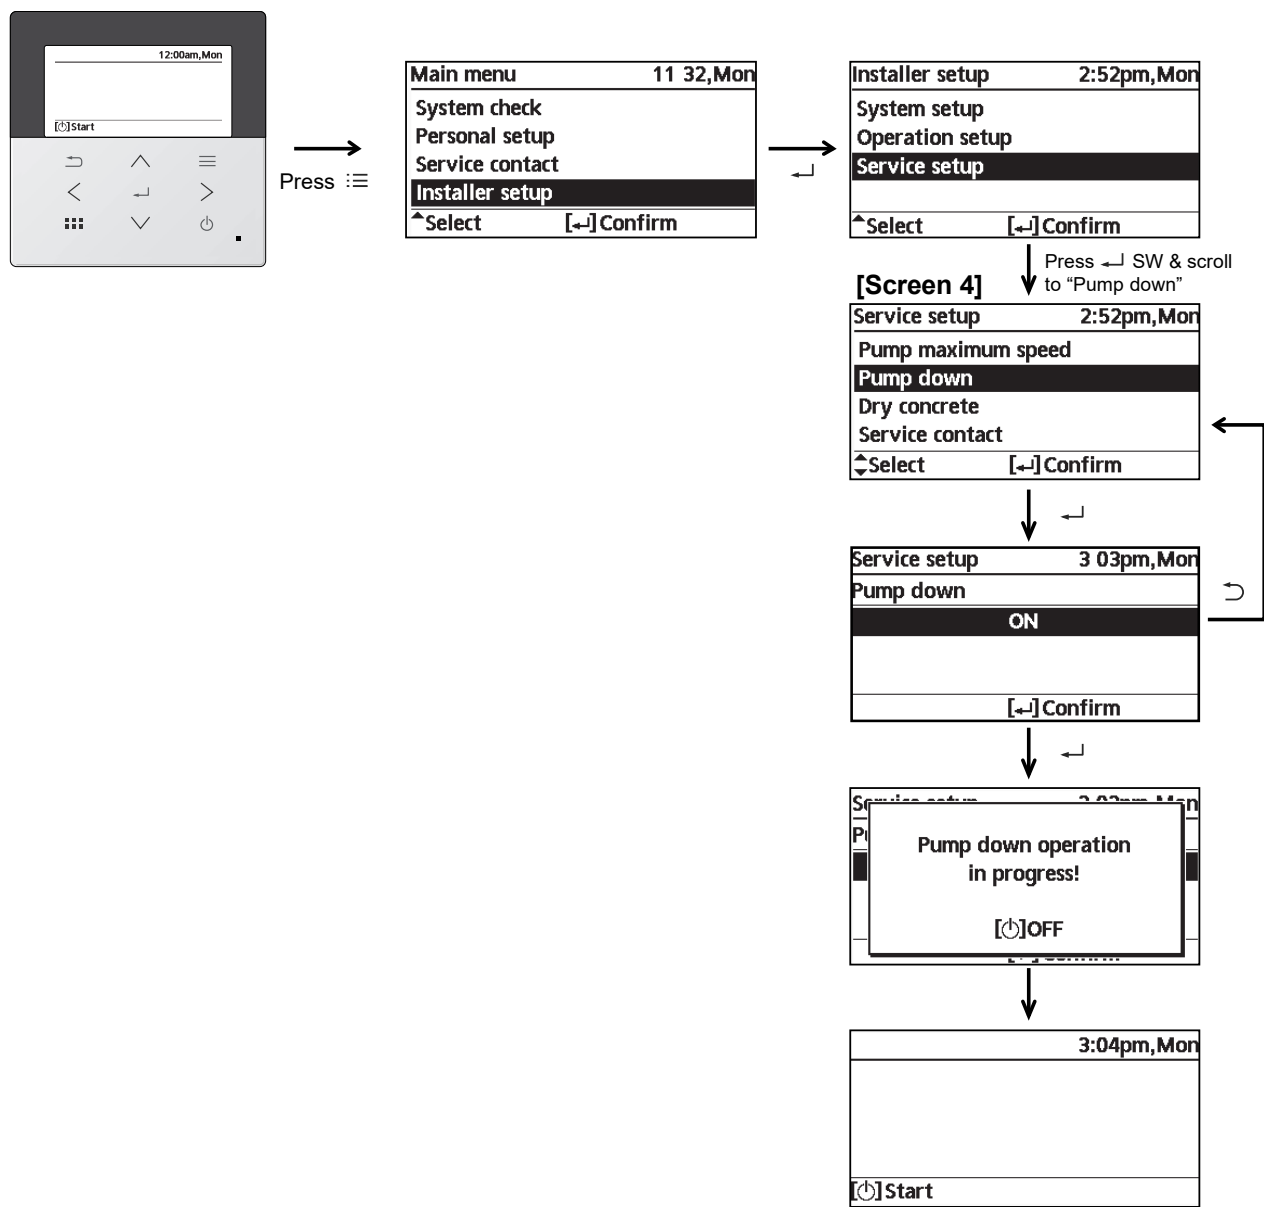 12:00am,Mon
[⏻]Start
Press
Main menu 11 32,Mon
System check
Personal setup
Service contact
Installer setup
Select [↵]Confirm
Installer setup 2:52pm,Mon
System setup
Operation setup
Service setup
Select [↵]Confirm
Press ↵ SW & scroll
to “Pump down”
[Screen 4]
Service setup 2:52pm,Mon
Pump maximum speed
Pump down
Dry concrete
Service contact
Select [↵]Confirm
Service setup 3 03pm,Mon
Pump down
ON
[↵]Confirm
Pump down operation
in progress!
[⏻]OFF
3:04pm,Mon
[⏻]Start